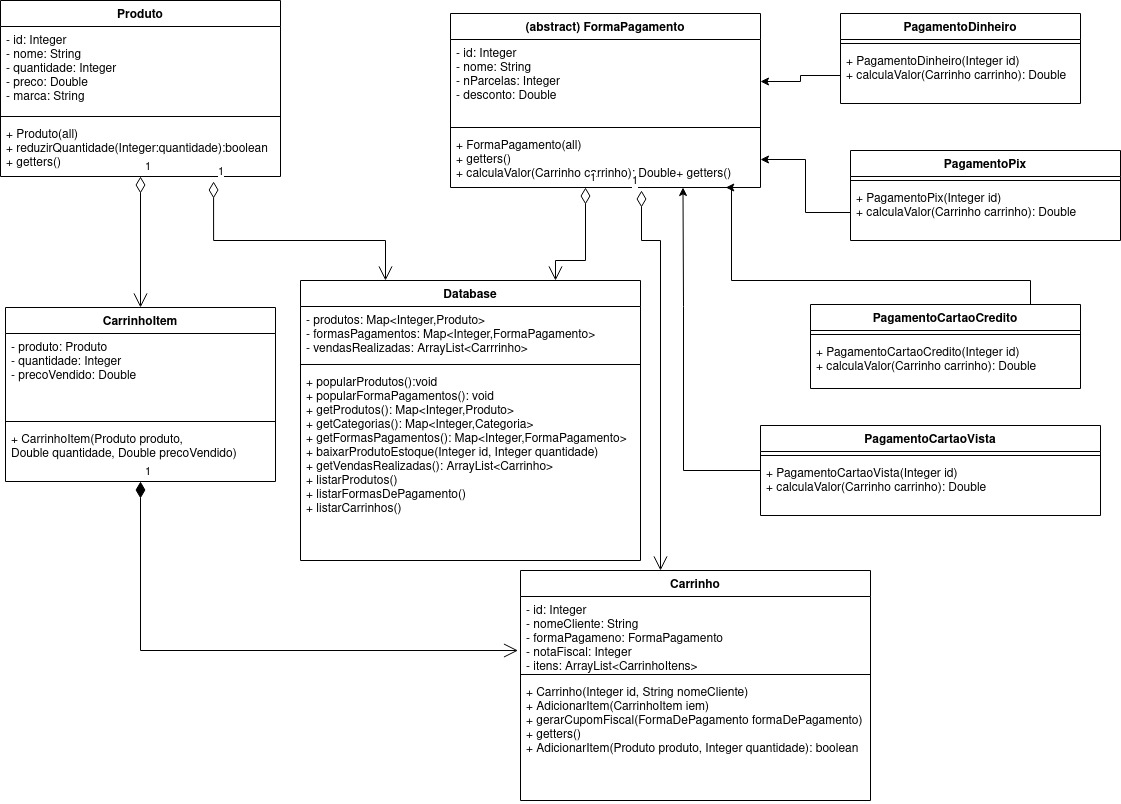 Produto
- id: Integer
- nome: String
- quantidade: Integer
- preco: Double
- marca: String
+ Produto(all)
+ reduzirQuantidade(Integer:quantidade):boolean
+ getters()
1
1
(abstract) FormaPagamento
- id: Integer
- nome: String
- nParcelas: Integer
- desconto: Double
+ FormaPagamento(all)
+ getters()
+ calculaValor(Carrinho carrinho): Double+ getters()
1
1
PagamentoDinheiro
+ PagamentoDinheiro(Integer id)
+ calculaValor(Carrinho carrinho): Double
PagamentoPix
+ PagamentoPix(Integer id)
+ calculaValor(Carrinho carrinho): Double
PagamentoCartaoCredito
+ PagamentoCartaoCredito(Integer id)
+ calculaValor(Carrinho carrinho): Double
PagamentoCartaoVista
+ PagamentoCartaoVista(Integer id)
+ calculaValor(Carrinho carrinho): Double
CarrinhoItem
- produto: Produto
- quantidade: Integer
- precoVendido: Double
+ CarrinhoItem(Produto produto,
Double quantidade, Double precoVendido)
1
Database
- produtos: Map<Integer,Produto>
- formasPagamentos: Map<Integer,FormaPagamento>
- vendasRealizadas: ArrayList<Carrrinho>
+ popularProdutos():void
+ popularFormaPagamentos(): void
+ getProdutos(): Map<Integer,Produto>
+ getCategorias(): Map<Integer,Categoria>
+ getFormasPagamentos(): Map<Integer,FormaPagamento>
+ baixarProdutoEstoque(Integer id, Integer quantidade)
+ getVendasRealizadas(): ArrayList<Carrinho>
+ listarProdutos()
+ listarFormasDePagamento()
+ listarCarrinhos()
Carrinho
- id: Integer
- nomeCliente: String
- formaPagameno: FormaPagamento
- notaFiscal: Integer
- itens: ArrayList<CarrinhoItens>
+ Carrinho(Integer id, String nomeCliente)
+ AdicionarItem(CarrinhoItem iem)
+ gerarCupomFiscal(FormaDePagamento formaDePagamento)
+ getters()
+ AdicionarItem(Produto produto, Integer quantidade): boolean